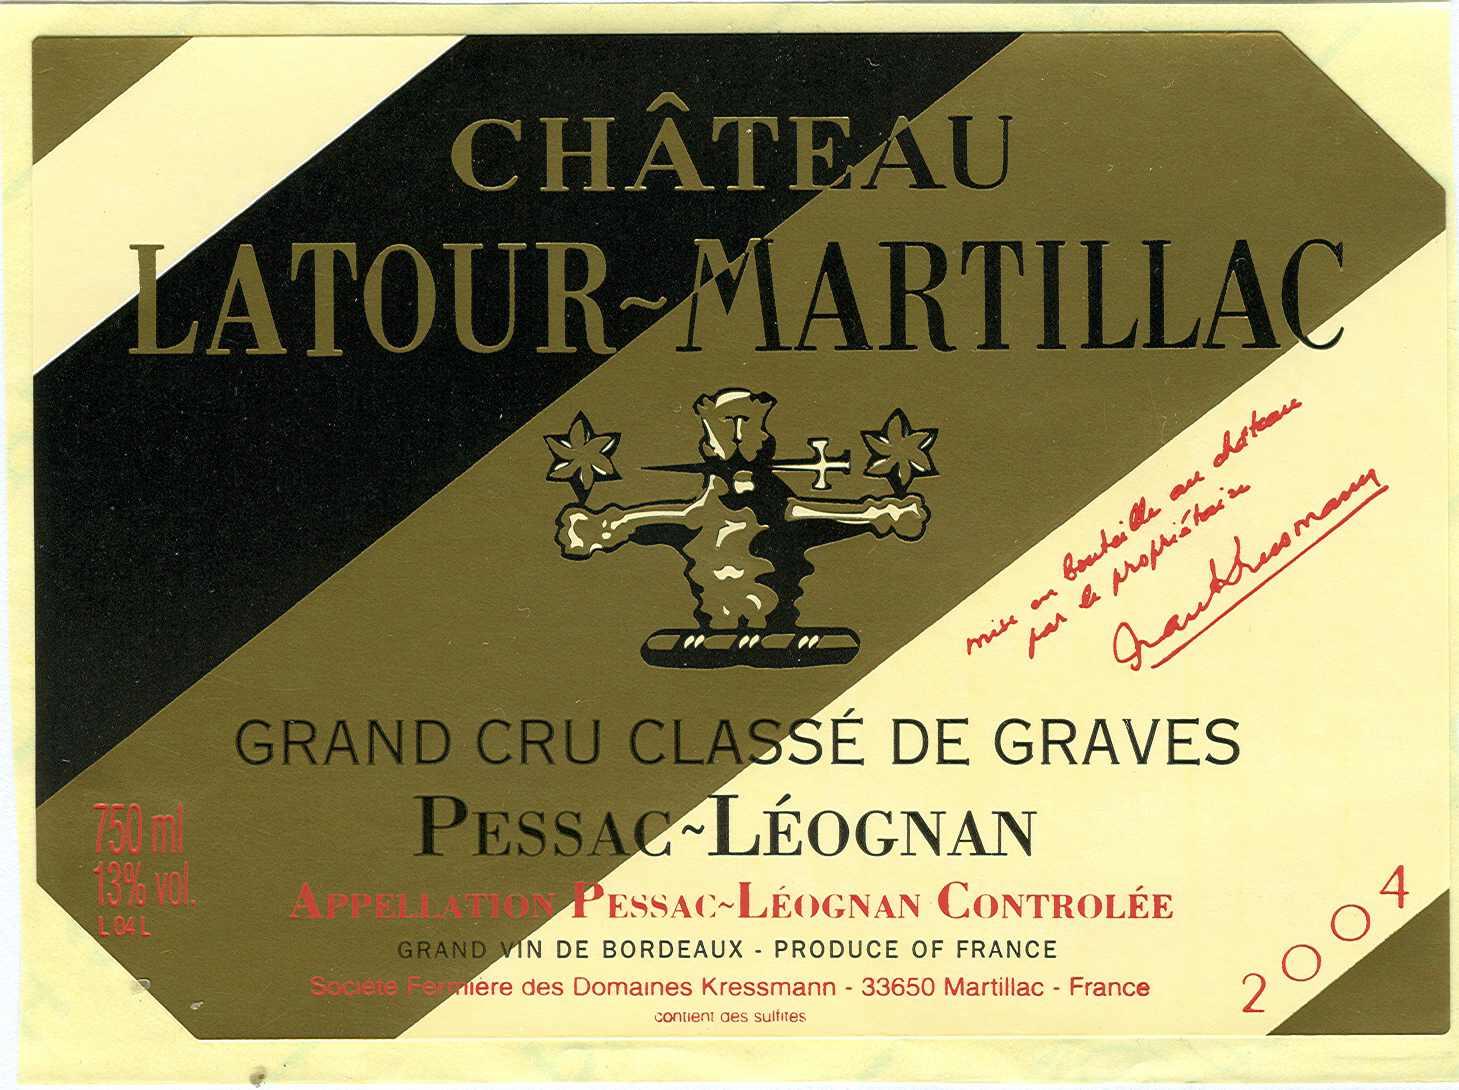 CHÂTEAU
LATOUR~MARTILLAC
mise en bouteille au château
par le propriétaire
Kressmann
GRAND CRU CLASSÉ DE GRAVES
PESSAC~LÉOGNAN
750 ml
13% vol.
L 04 L
APPELLATION PESSAC~LÉOGNAN CONTROLÉE
GRAND VIN DE BORDEAUX - PRODUCE OF FRANCE
Société Fermière des Domaines Kressmann - 33650 Martillac - France
contient des sulfites
2004